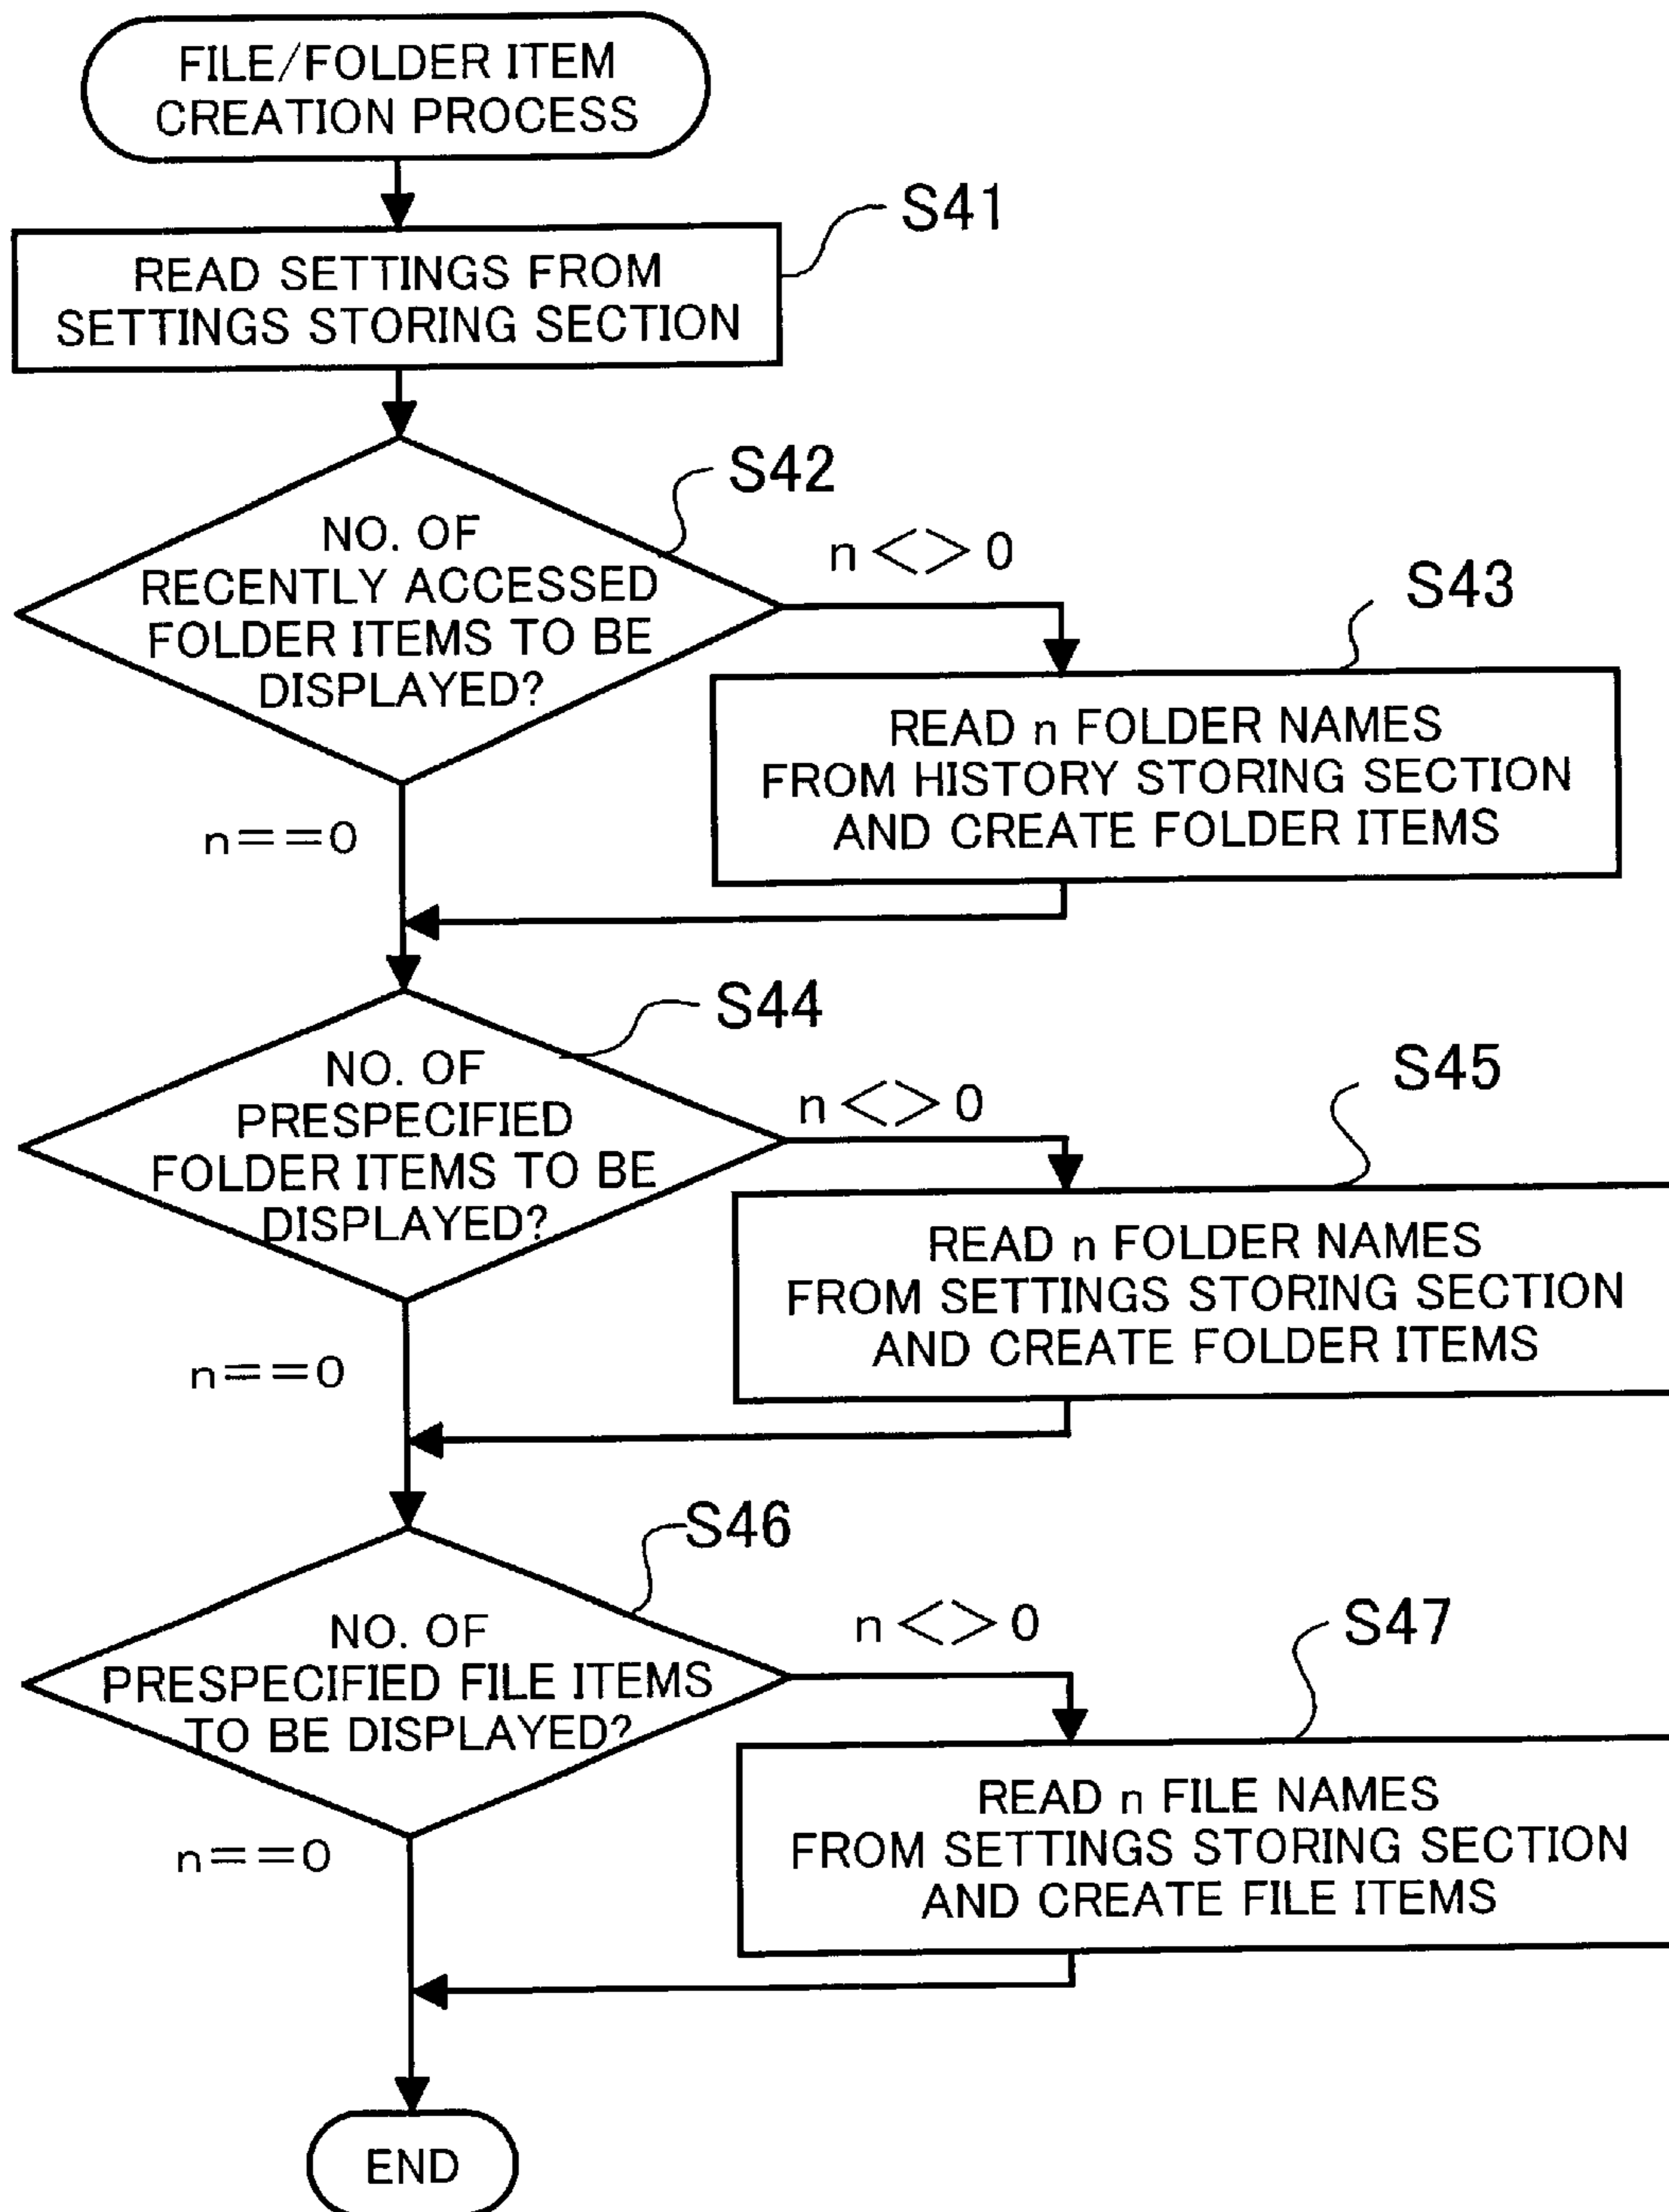 FILE/FOLDER ITEM
CREATION PROCESS
S41
READ SETTINGS FROM
SETTINGS STORING SECTION
S42
NO. OF
RECENTLY ACCESSED
FOLDER ITEMS TO BE
DISPLAYED?
n<>0
S43
READ n FOLDER NAMES
FROM HISTORY STORING SECTION
AND CREATE FOLDER ITEMS
n==0
S44
NO. OF
PRESPECIFIED
FOLDER ITEMS TO BE
DISPLAYED?
n<>0
S45
READ n FOLDER NAMES
FROM SETTINGS STORING SECTION
AND CREATE FOLDER ITEMS
n==0
S46
NO. OF
PRESPECIFIED FILE ITEMS
TO BE DISPLAYED?
n<>0
S47
READ n FILE NAMES
FROM SETTINGS STORING SECTION
AND CREATE FILE ITEMS
n==0
END